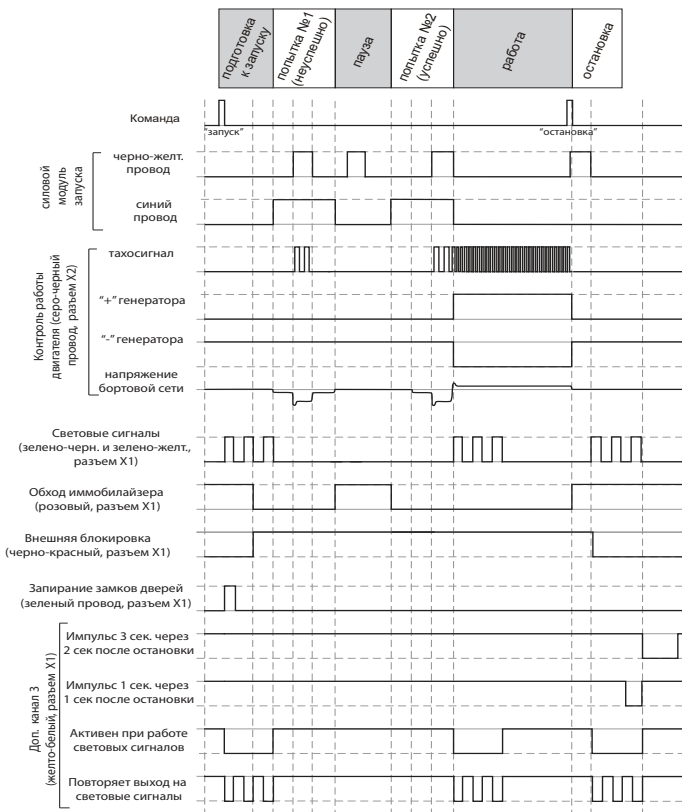 подготовка
к запуску
попытка №1
(неуспешно)
пауза
попытка №2
(успешно)
работа
остановка
Команда
"запуск"
"остановка"
силовой
модуль
запуска
черно-желт.
провод
синий
провод
Контроль работы
двигателя (серо-черный
провод, разъем X2)
тахосигнал
"+" генератора
"-" генератора
напряжение
бортовой сети
Световые сигналы
(зелено-черн. и зелено-желт.,
разъем X1)
Обход иммобилайзера
(розовый, разъем X1)
Внешняя блокировка
(черно-красный, разъем X1)
Запирание замков дверей
(зеленый провод, разъем X1)
Доп. канал 3
(желто-белый, разъем X1)
Импульс 3 сек. через
2 сек после остановки
Импульс 1 сек. через
1 сек после остановки
Активен при работе
световых сигналов
Повторяет выход на
световые сигналы